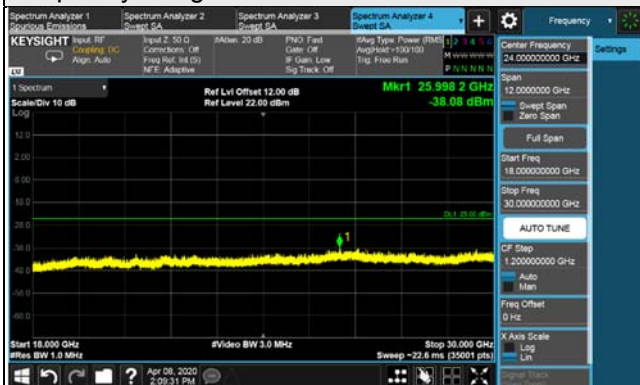 Spectrum Analyzer 1
Spurious Emissions
Spectrum Analyzer 2
Swept SA
Spectrum Analyzer 3
Swept SA
Spectrum Analyzer 4
Swept SA
+
Frequency
KEYSIGHT
Input: RF
Coupling: DC
Align: Auto
Input Z: 50 Ω
Corrections: Off
Freq Ref: Int (S)
NFE: Adaptive
#Atten: 20 dB
PNO: Fast
Gate: Off
IF Gain: Low
Sig Track: Off
#Avg Type: Power (RMS)
Avg|Hold:>100/100
Trig: Free Run
1 2 3 4 5 6
M W W W W W
P N N N N N
LVI
1 Spectrum
Scale/Div 10 dB
Log
Ref Lvl Offset 12.00 dB
Ref Level 22.00 dBm
Mkr1 25.998 2 GHz
-38.08 dBm
12.0
2.00
-8.00
-18.0
-28.0
-38.0
-48.0
-58.0
-68.0
1
Start 18.000 GHz
#Res BW 1.0 MHz
#Video BW 3.0 MHz
Stop 30.000 GHz
Sweep ~22.6 ms (35001 pts)
Center Frequency
24.000000000 GHz
Settings
Span
12.0000000 GHz
Swept Span
Zero Span
Full Span
Start Freq
18.000000000 GHz
Stop Freq
30.000000000 GHz
AUTO TUNE
CF Step
1.200000000 GHz
Auto
Man
Freq Offset
0 Hz
X Axis Scale
Log
Lin
Signal Track
?
Apr 08, 2020
2:09:31 PM